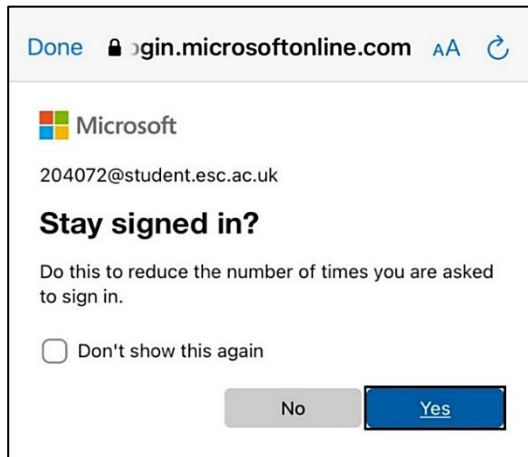 Done ogin.microsoftonline.com AA
Microsoft
204072@student.esc.ac.uk
Stay signed in?
Do this to reduce the number of times you are asked
to sign in.
Don't show this again
No Yes